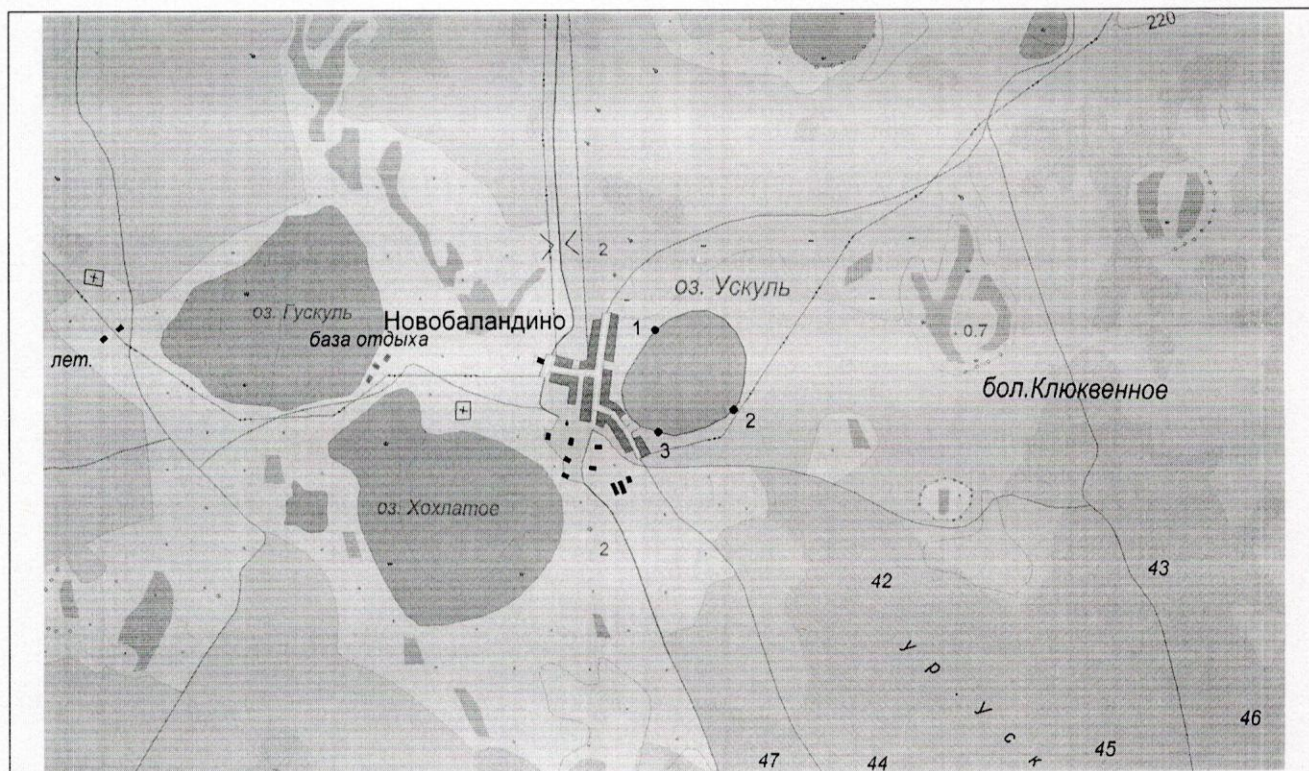 220
2
оз. Ускуль
оз. Гускуль
Новобаландино
база отдыха
1
0.7
лет.
бол.Клюквенное
2
3
оз. Хохлатое
2
42
43
У
Р
У
С
К
46
45
47
44